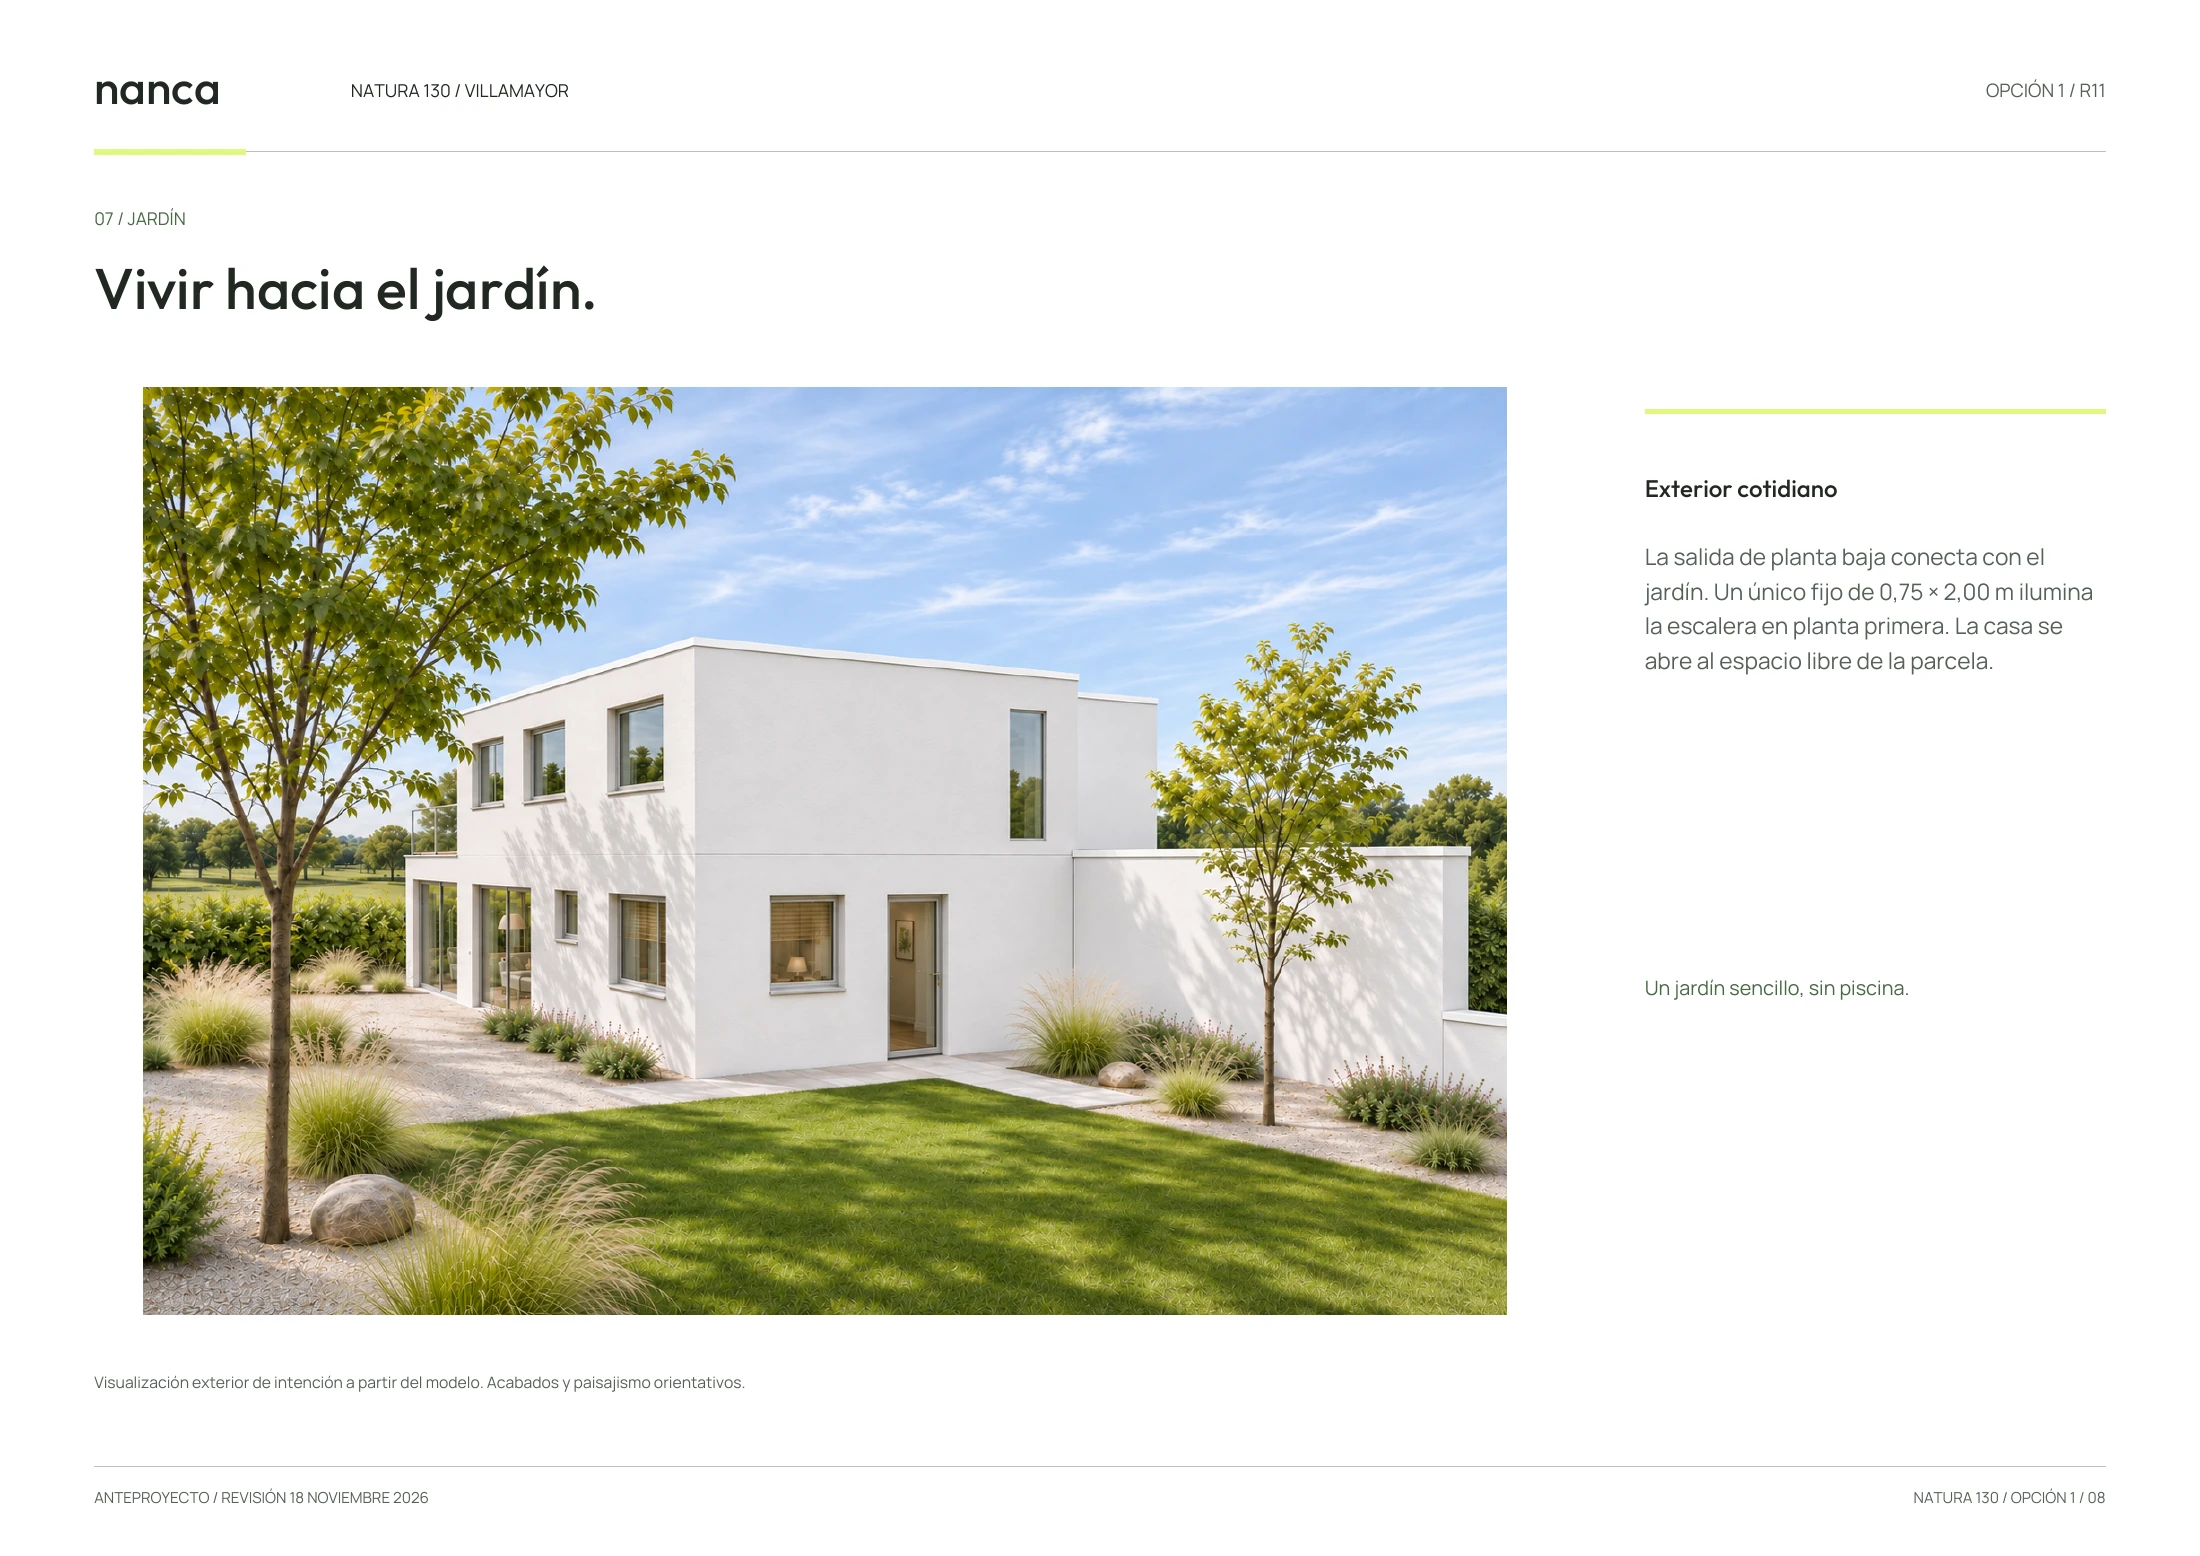 nanca
NATURA 130 / VILLAMAYOR
OPCIÓN 1 / R11
07 / JARDÍN
Vivir hacia el jardín.
Exterior cotidiano
La salida de planta baja conecta con el
jardín. Un único fijo de 0,75 × 2,00 m ilumina
la escalera en planta primera. La casa se
abre al espacio libre de la parcela.
Un jardín sencillo, sin piscina.
Visualización exterior de intención a partir del modelo. Acabados y paisajismo orientativos.
ANTEPROYECTO / REVISIÓN 18 NOVIEMBRE 2026
NATURA 130 / OPCIÓN 1 / 08